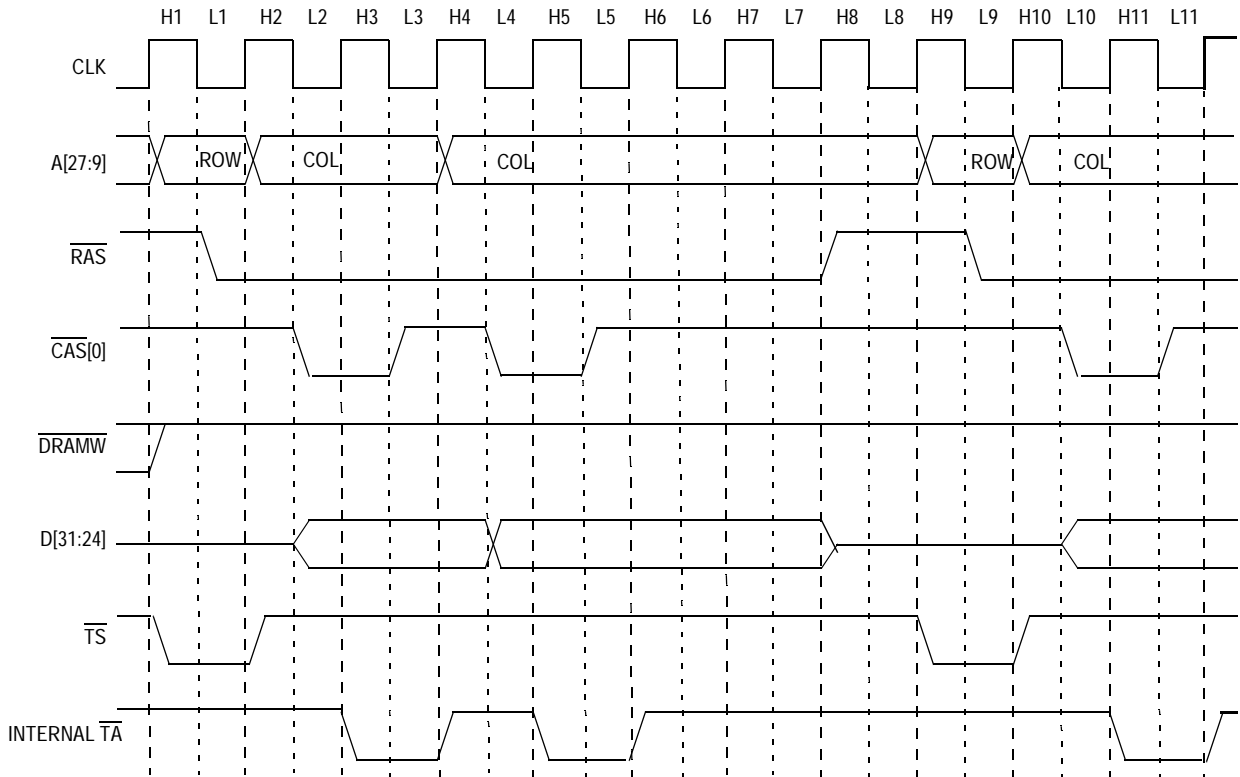 H1 L1 H2 L2 H3 L3 H4 L4 H5 L5 H6 L6 H7 L7 H8 L8 H9 L9 H10 L10 H11 L11
CLK
A[27:9] ROW COL COL ROW COL
RAS
CAS[0]
DRAMW
D[31:24]
TS
INTERNAL TA